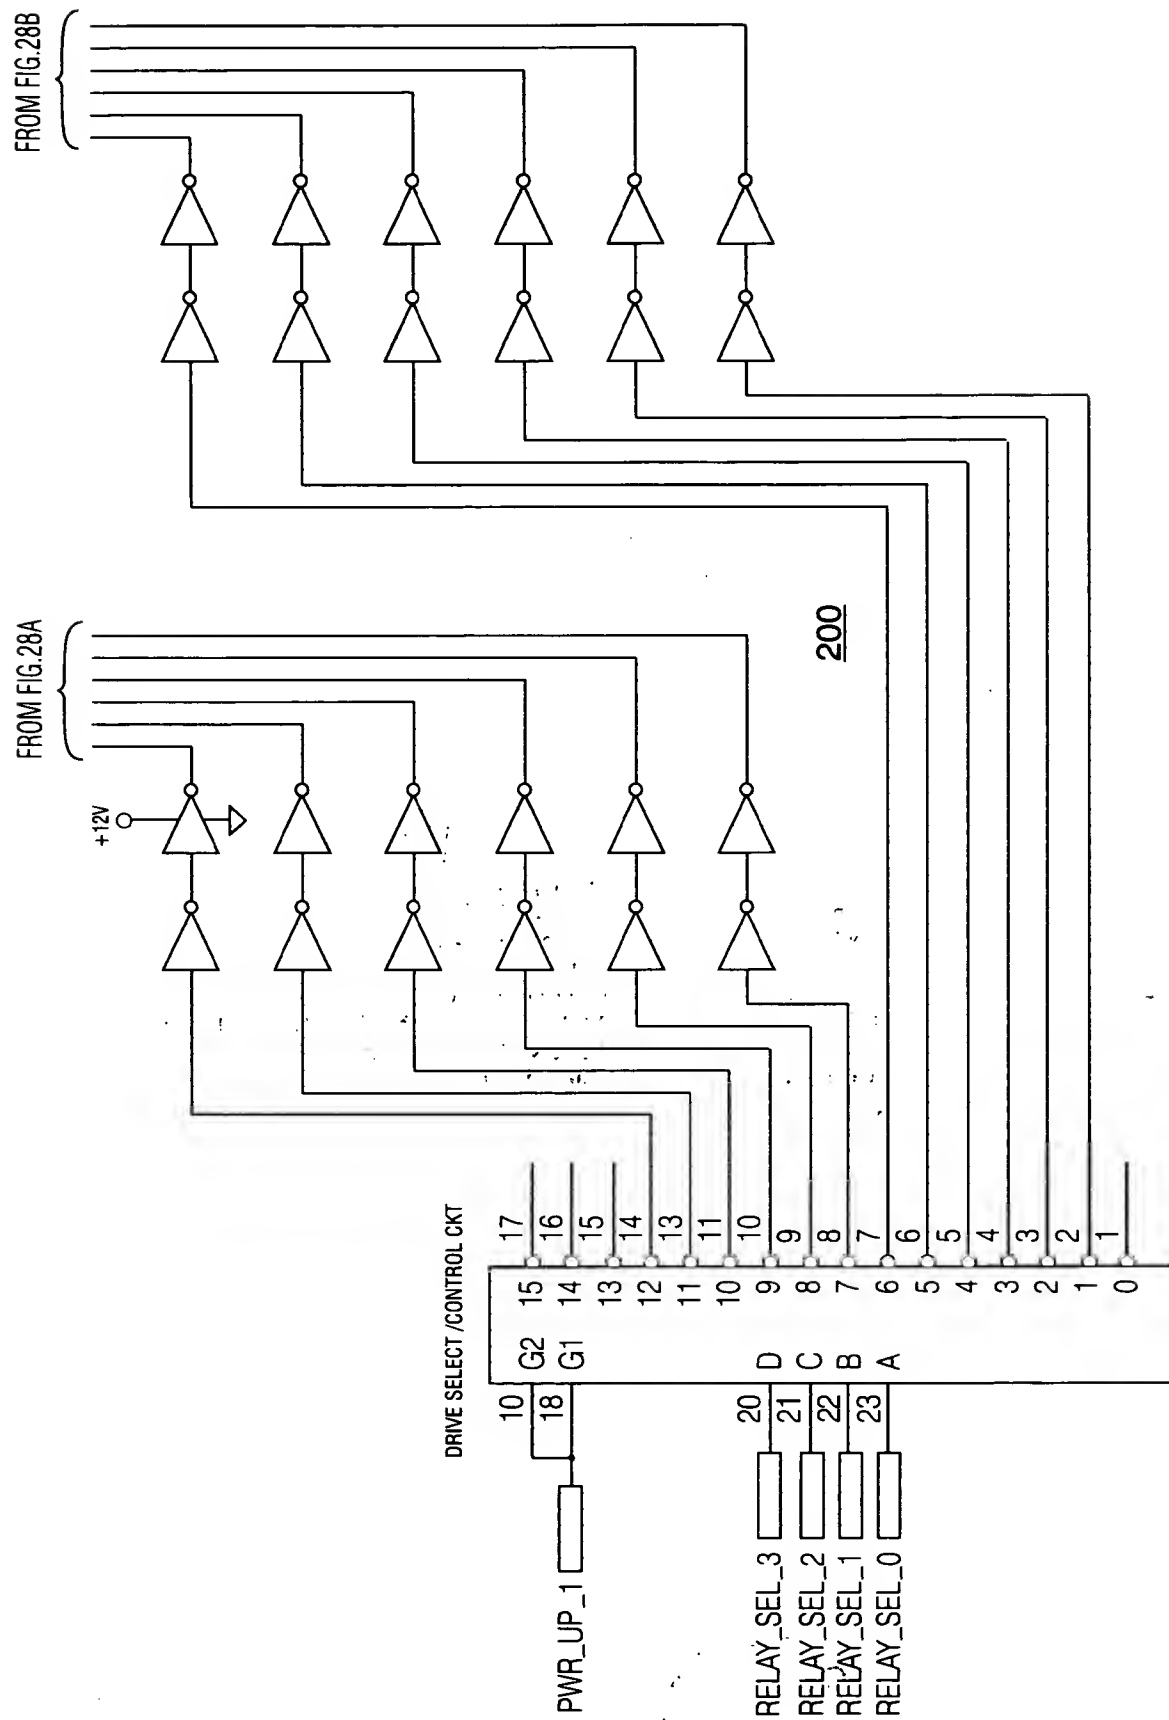 FROM FIG.28A
FROM FIG.28B
+12V
200
DRIVE SELECT /CONTROL CKT
PWR_UP_1
10 G2
18 G1
RELAY_SEL_3 20 D
RELAY_SEL_2 21 C
RELAY_SEL_1 22 B
RELAY_SEL_0 23 A
15 17
14 16
13 15
12 14
11 13
10 11
9 10
8 9
7 8
6 7
5 6
4 5
3 4
2 3
1 2
0 1